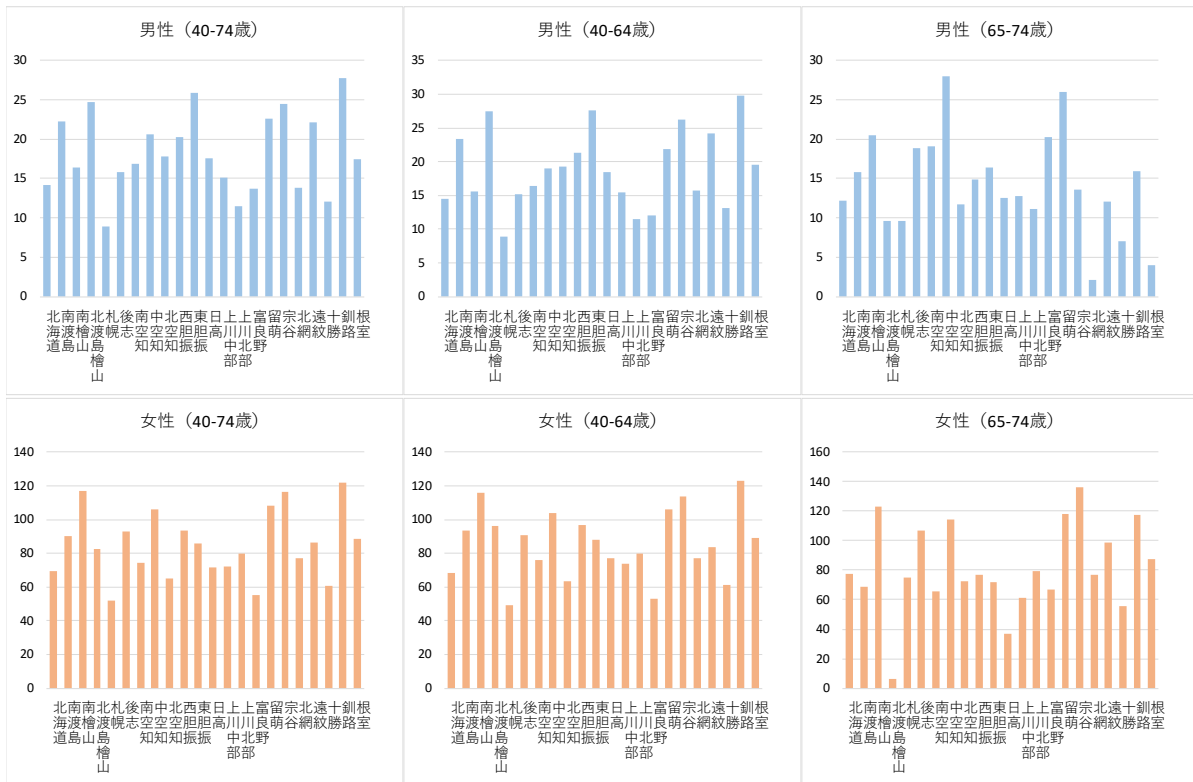 男性（40-74歳）
30
25
20
15
10
5
0
北海道
南渡島
南檜山
北渡島檜山
札幌
後志
南空知
中空知
北空知
西胆振
東胆振
日高
上川中部
上川北部
富良野
留萌
宗谷
北網
遠紋
十勝
釧路
根室
男性（40-64歳）
35
30
25
20
15
10
5
0
北海道
南渡島
南檜山
北渡島檜山
札幌
後志
南空知
中空知
北空知
西胆振
東胆振
日高
上川中部
上川北部
富良野
留萌
宗谷
北網
遠紋
十勝
釧路
根室
男性（65-74歳）
30
25
20
15
10
5
0
北海道
南渡島
南檜山
北渡島檜山
札幌
後志
南空知
中空知
北空知
西胆振
東胆振
日高
上川中部
上川北部
富良野
留萌
宗谷
北網
遠紋
十勝
釧路
根室
女性（40-74歳）
140
120
100
80
60
40
20
0
北海道
南渡島
南檜山
北渡島檜山
札幌
後志
南空知
中空知
北空知
西胆振
東胆振
日高
上川中部
上川北部
富良野
留萌
宗谷
北網
遠紋
十勝
釧路
根室
女性（40-64歳）
140
120
100
80
60
40
20
0
北海道
南渡島
南檜山
北渡島檜山
札幌
後志
南空知
中空知
北空知
西胆振
東胆振
日高
上川中部
上川北部
富良野
留萌
宗谷
北網
遠紋
十勝
釧路
根室
女性（65-74歳）
160
140
120
100
80
60
40
20
0
北海道
南渡島
南檜山
北渡島檜山
札幌
後志
南空知
中空知
北空知
西胆振
東胆振
日高
上川中部
上川北部
富良野
留萌
宗谷
北網
遠紋
十勝
釧路
根室